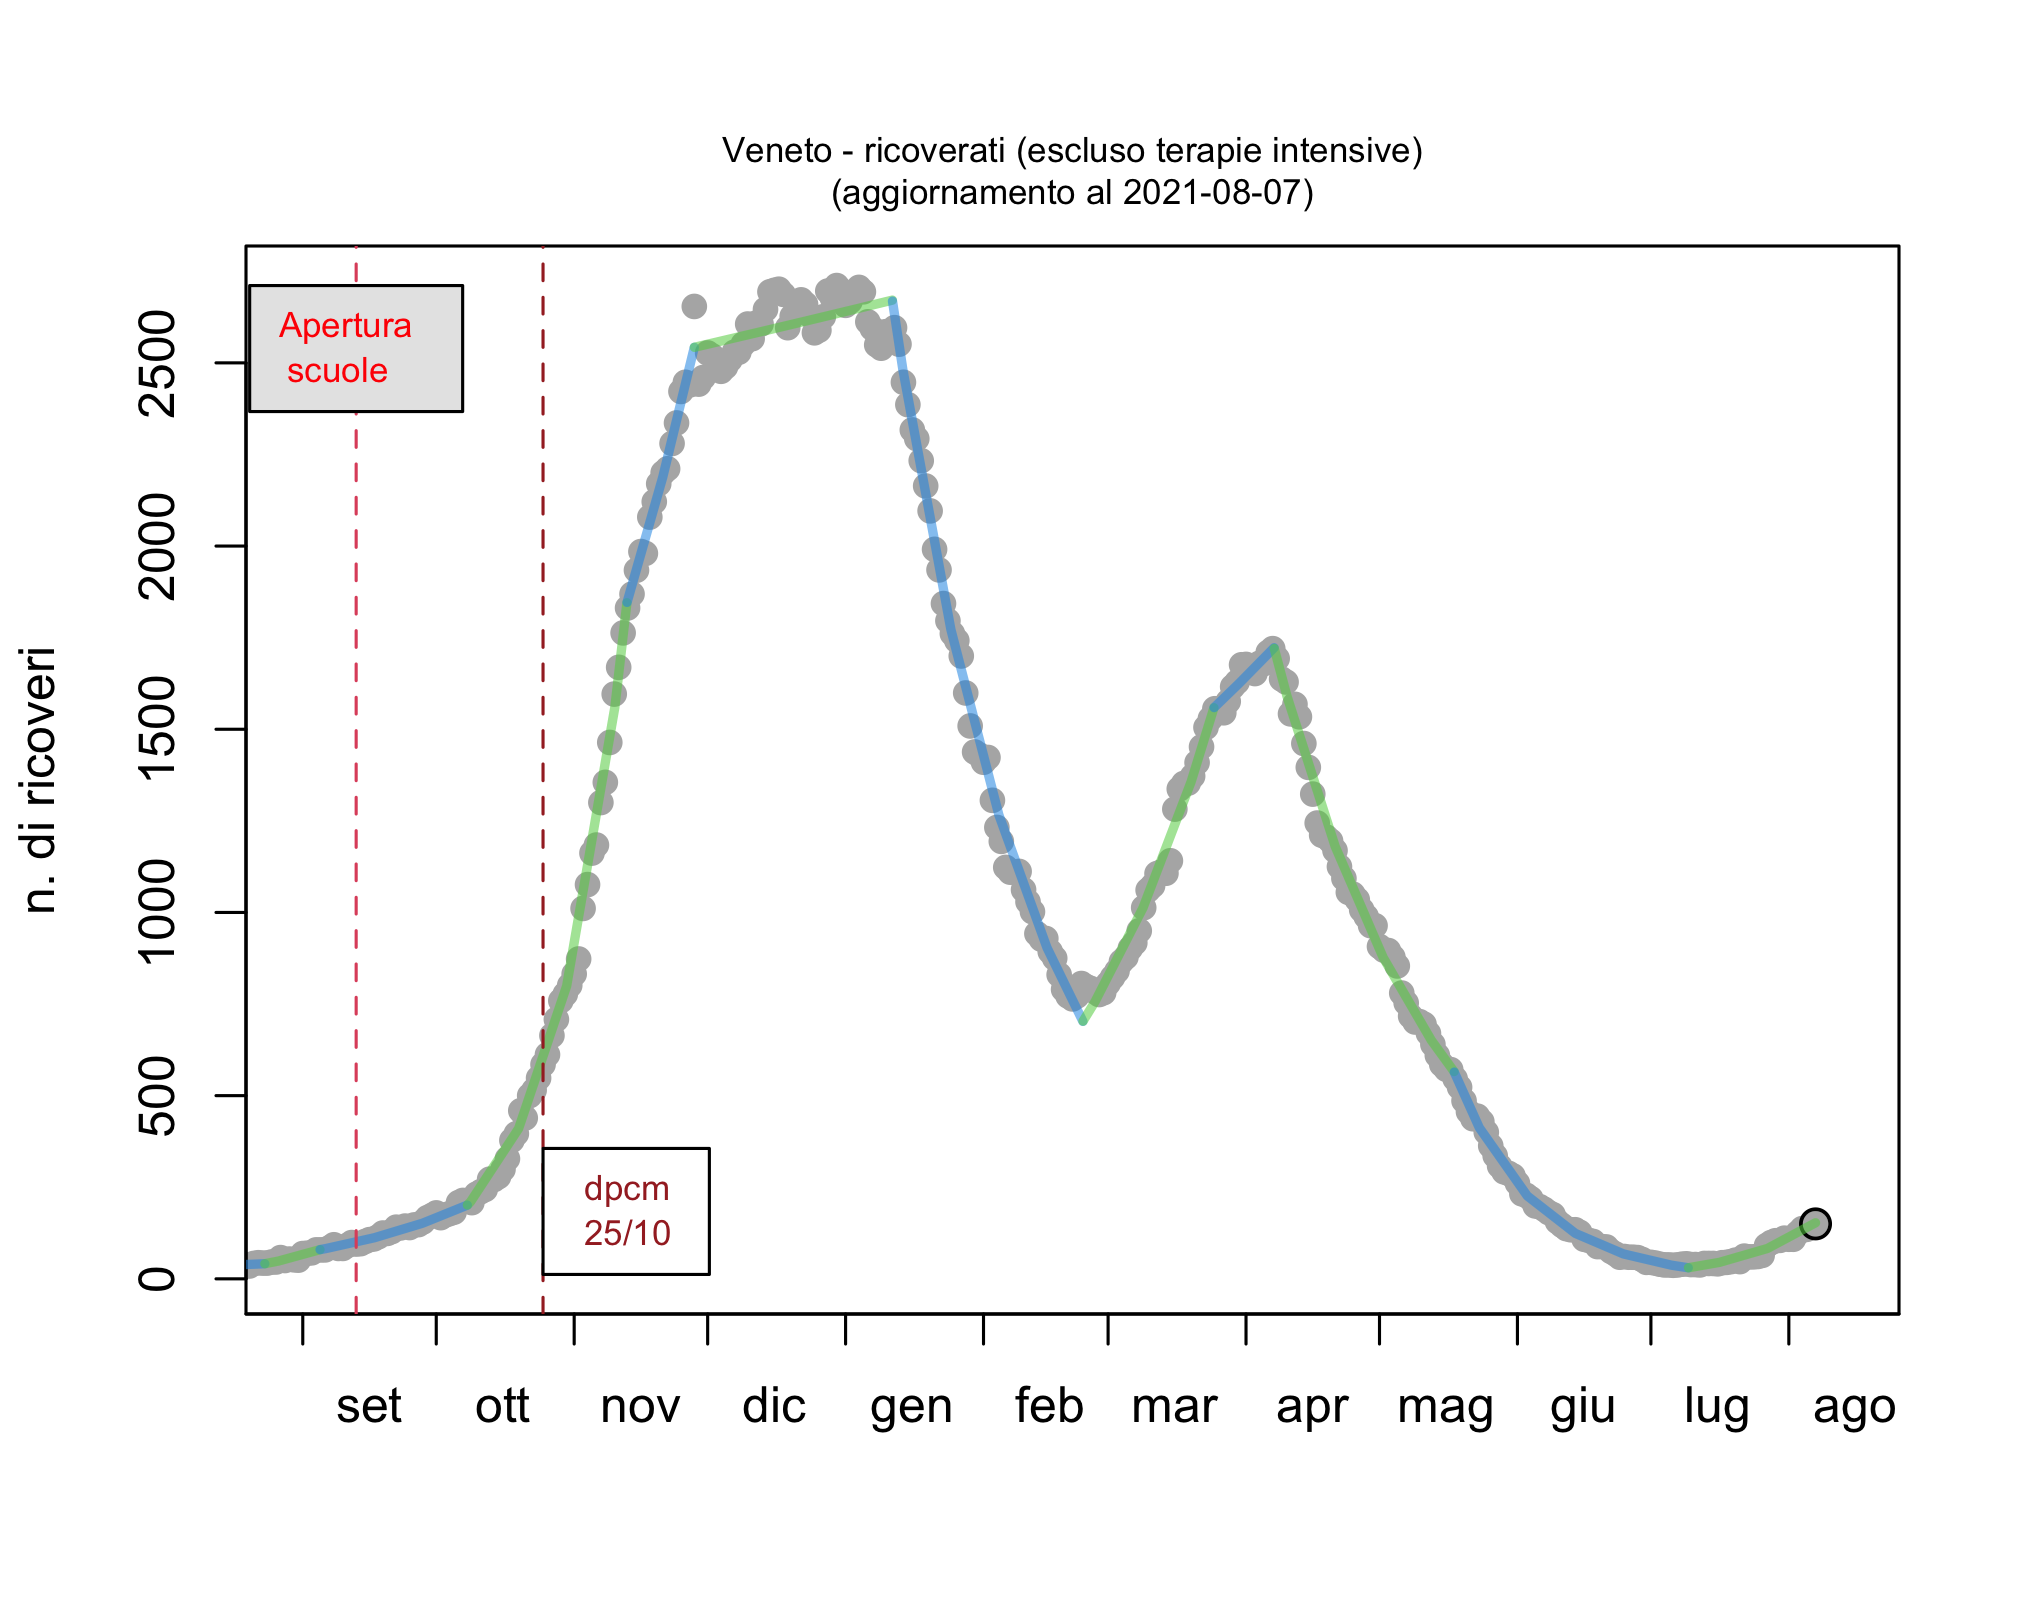 Veneto - ricoverati (escluso terapie intensive)
(aggiornamento al 2021-08-07)
n. di ricoveri
2500
2000
1500
1000
500
0
Apertura
scuole
dpcm
25/10
set ott nov dic gen feb mar apr mag giu lug ago